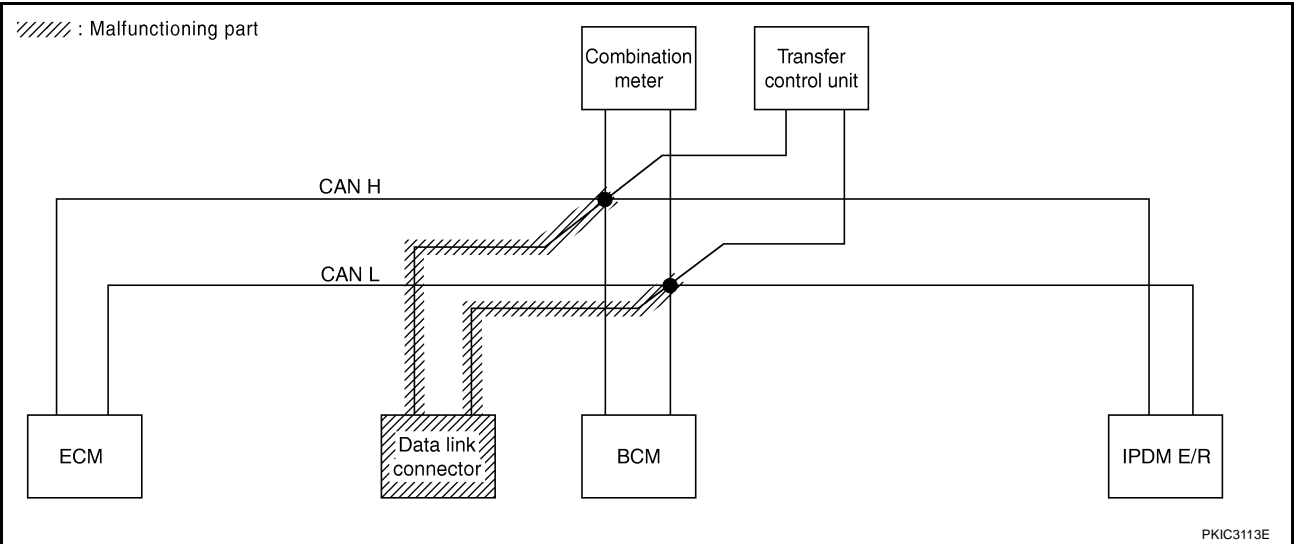 : Malfunctioning part
Combination
meter
Transfer
control unit
CAN H
CAN L
ECM
Data link
connector
BCM
IPDM E/R
PKIC3113E